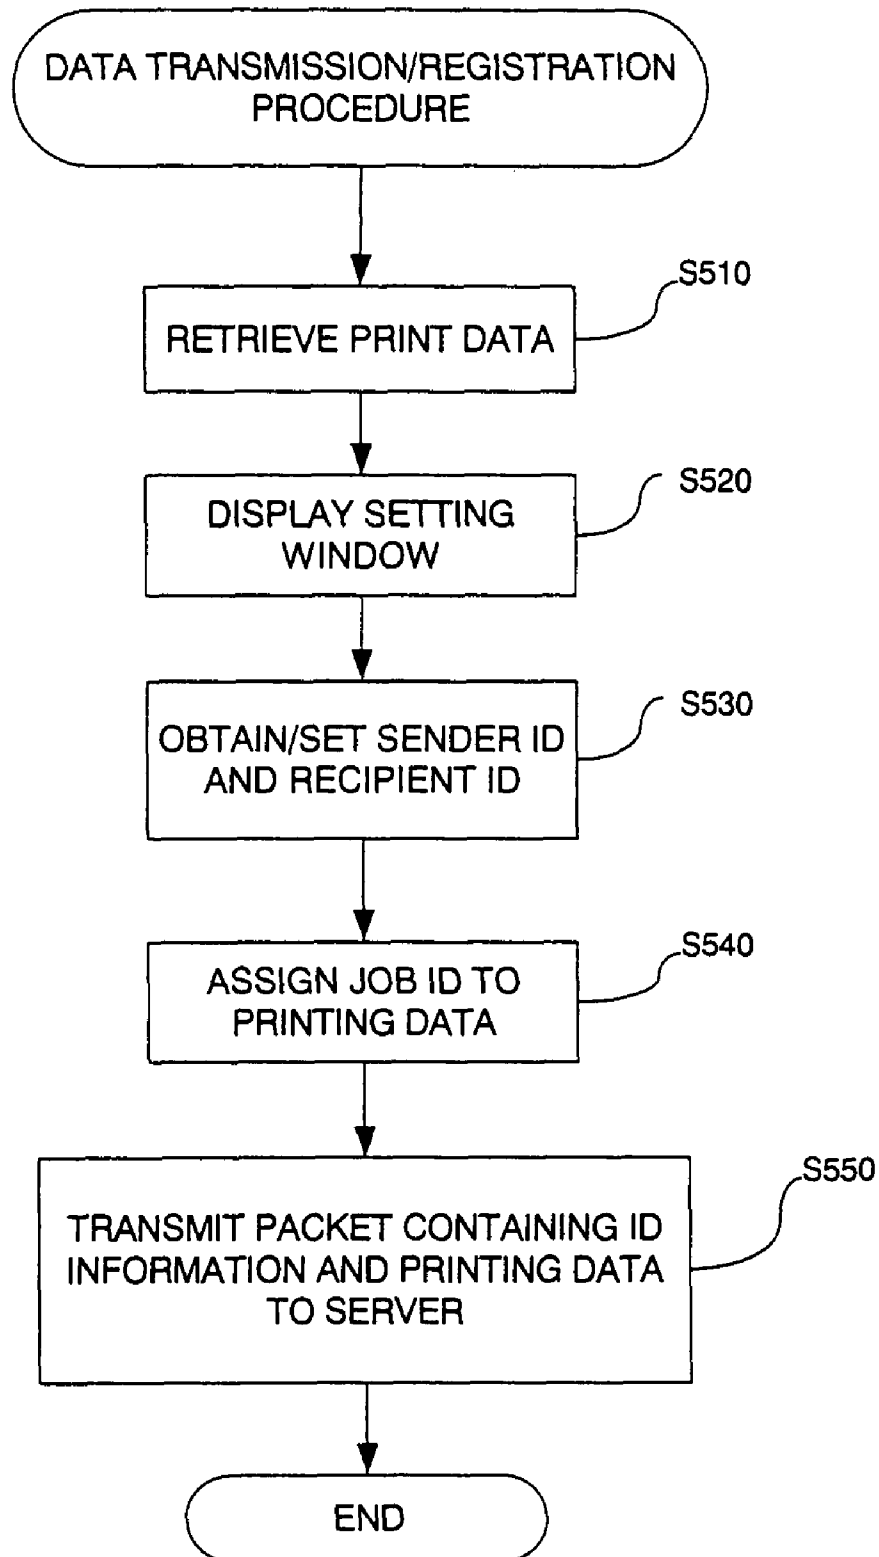 DATA TRANSMISSION/REGISTRATION
PROCEDURE
S510
RETRIEVE PRINT DATA
S520
DISPLAY SETTING
WINDOW
S530
OBTAIN/SET SENDER ID
AND RECIPIENT ID
S540
ASSIGN JOB ID TO
PRINTING DATA
S550
TRANSMIT PACKET CONTAINING ID
INFORMATION AND PRINTING DATA
TO SERVER
END